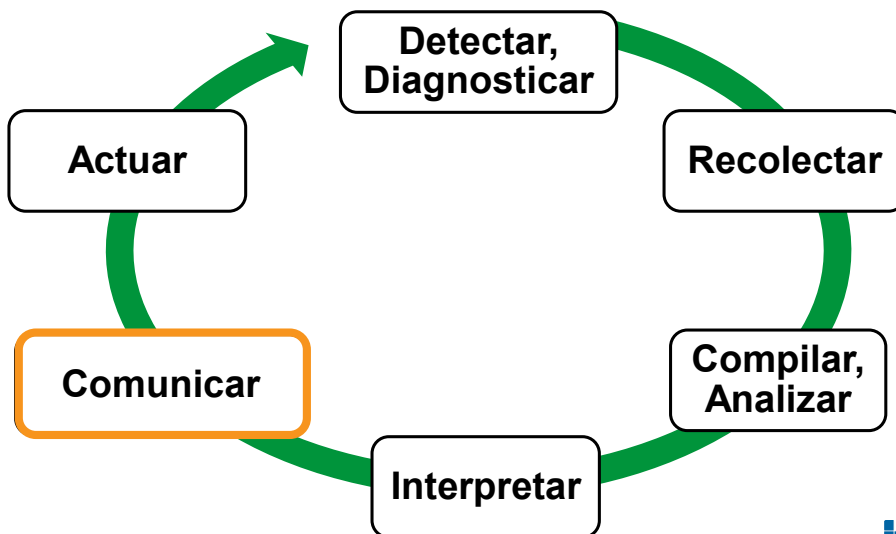 Detectar,
Diagnosticar
Recolectar
Compilar,
Analizar
Interpretar
Comunicar
Actuar